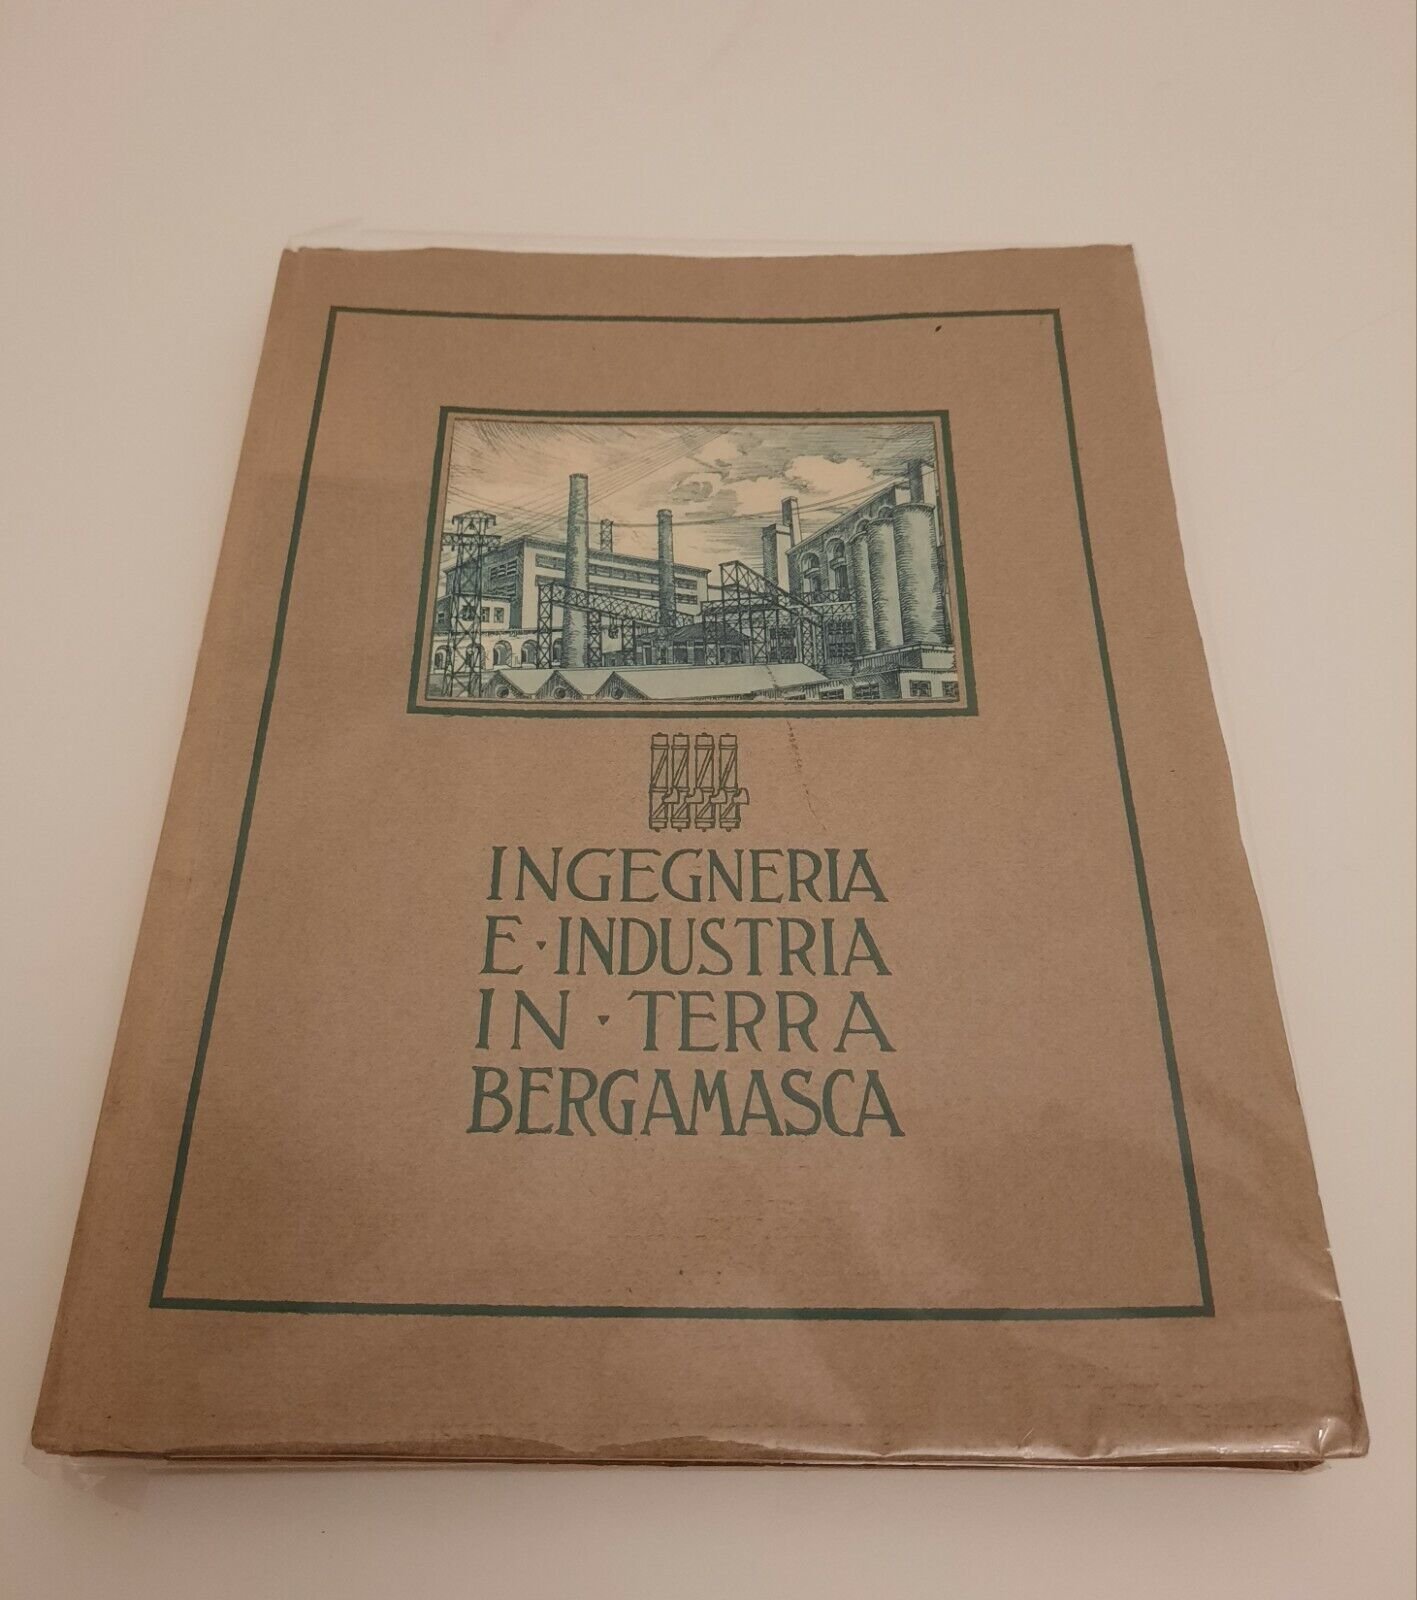 INGEGNERIA
E · INDUSTRIA
IN · TERRA
BERGAMASCA